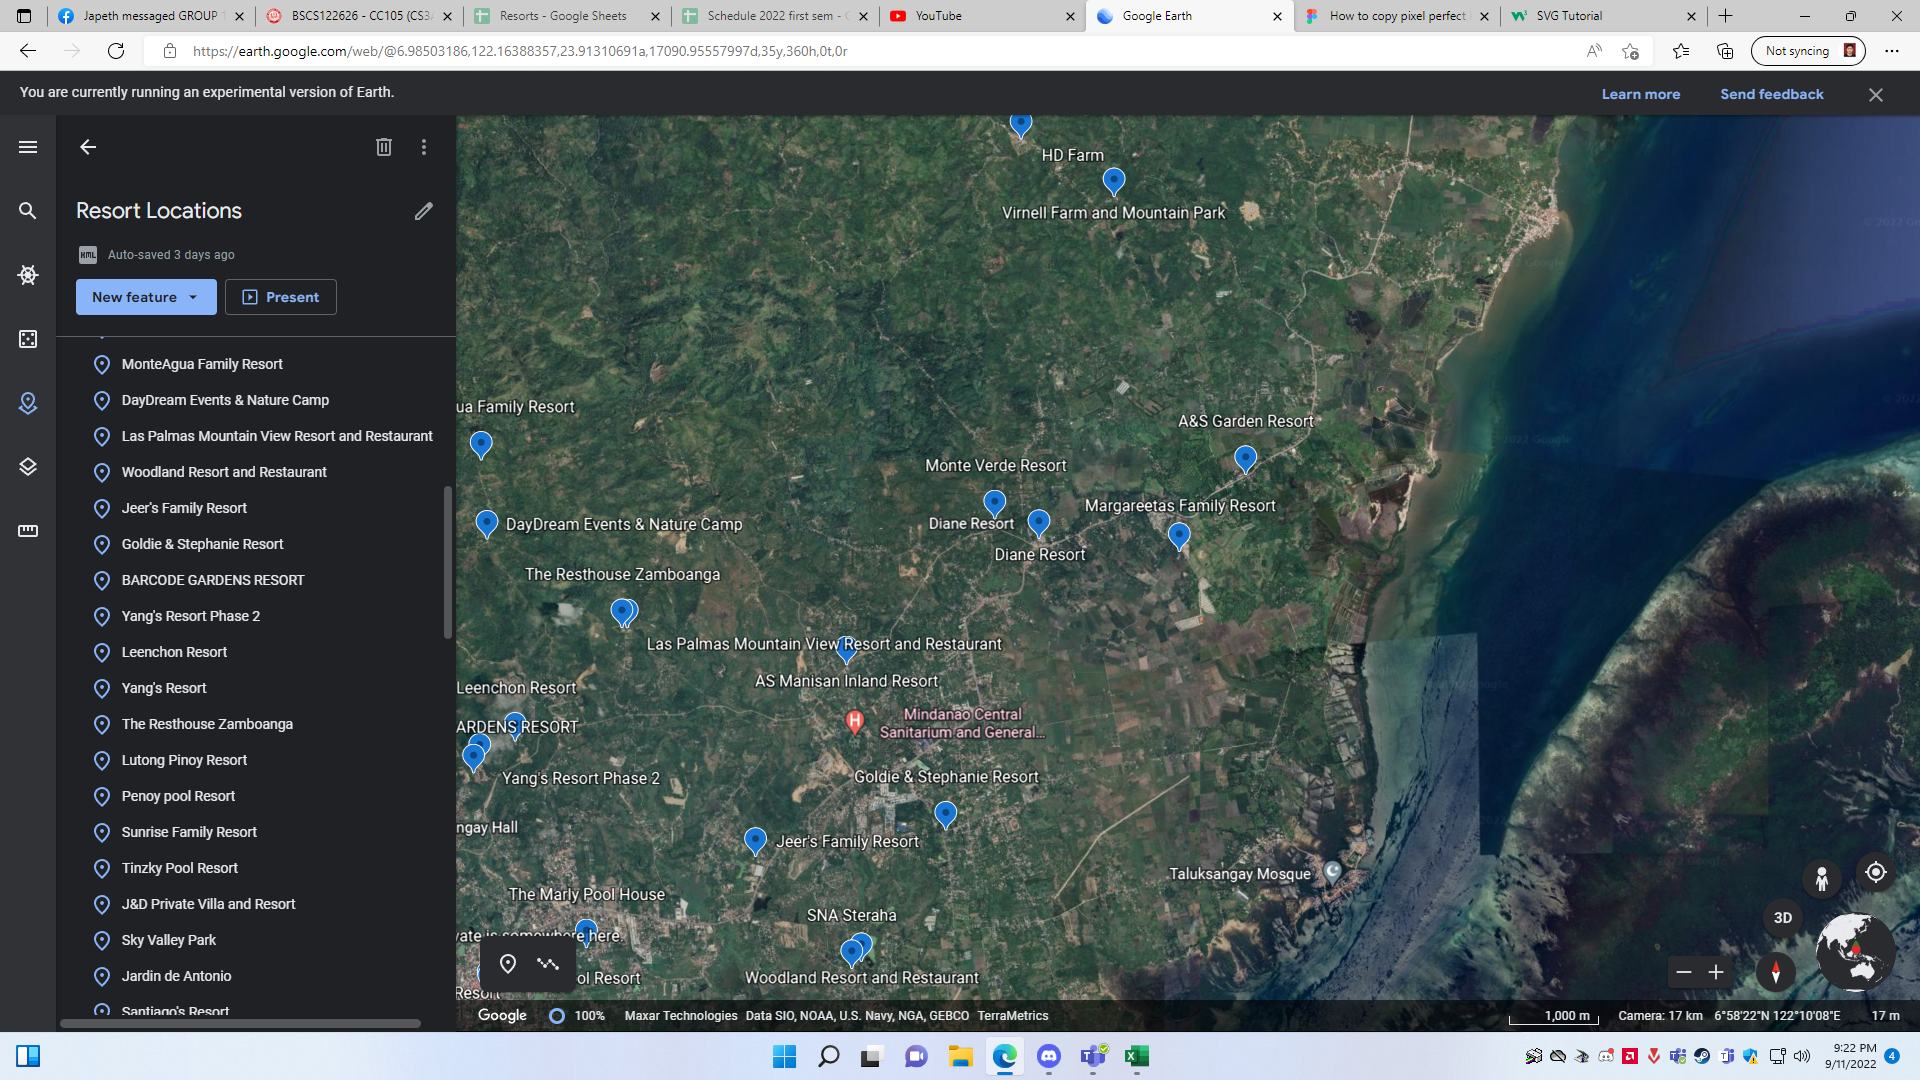 Japeth messaged GROUP
BSCS122626 - CC105 (CS3
Resorts - Google Sheets
Schedule 2022 first sem -
YouTube
Google Earth
How to copy pixel perfect
SVG Tutorial
https://earth.google.com/web/@6.98503186,122.16388357,23.91310691a,17090.95557997d,35y,360h,0t,0r
Not syncing
You are currently running an experimental version of Earth.
Learn more
Send feedback
Resort Locations
KML
Auto-saved 3 days ago
New feature
Present
MonteAgua Family Resort
DayDream Events & Nature Camp
Las Palmas Mountain View Resort and Restaurant
Woodland Resort and Restaurant
Jeer's Family Resort
Goldie & Stephanie Resort
BARCODE GARDENS RESORT
Yang's Resort Phase 2
Leenchon Resort
Yang's Resort
The Resthouse Zamboanga
Lutong Pinoy Resort
Penoy pool Resort
Sunrise Family Resort
Tinzky Pool Resort
J&D Private Villa and Resort
Sky Valley Park
Jardin de Antonio
Santiago's Resort
HD Farm
Virnell Farm and Mountain Park
ua Family Resort
A&S Garden Resort
Monte Verde Resort
Margareetas Family Resort
Diane Resort
DayDream Events & Nature Camp
Diane Resort
The Resthouse Zamboanga
Las Palmas Mountain View Resort and Restaurant
AS Manisan Inland Resort
Leenchon Resort
H
Mindanao Central
Sanitarium and General...
ARDENS RESORT
Yang's Resort Phase 2
Goldie & Stephanie Resort
ngay Hall
Jeer's Family Resort
Taluksangay Mosque
The Marly Pool House
SNA Steraha
vate is somewhere here.
ol Resort
Woodland Resort and Restaurant
Resort
3D
Google
100%
Maxar Technologies Data SIO, NOAA, U.S. Navy, NGA, GEBCO TerraMetrics
1,000 m
Camera: 17 km 6°58'22"N 122°10'08"E
17 m
9:22 PM
9/11/2022
4